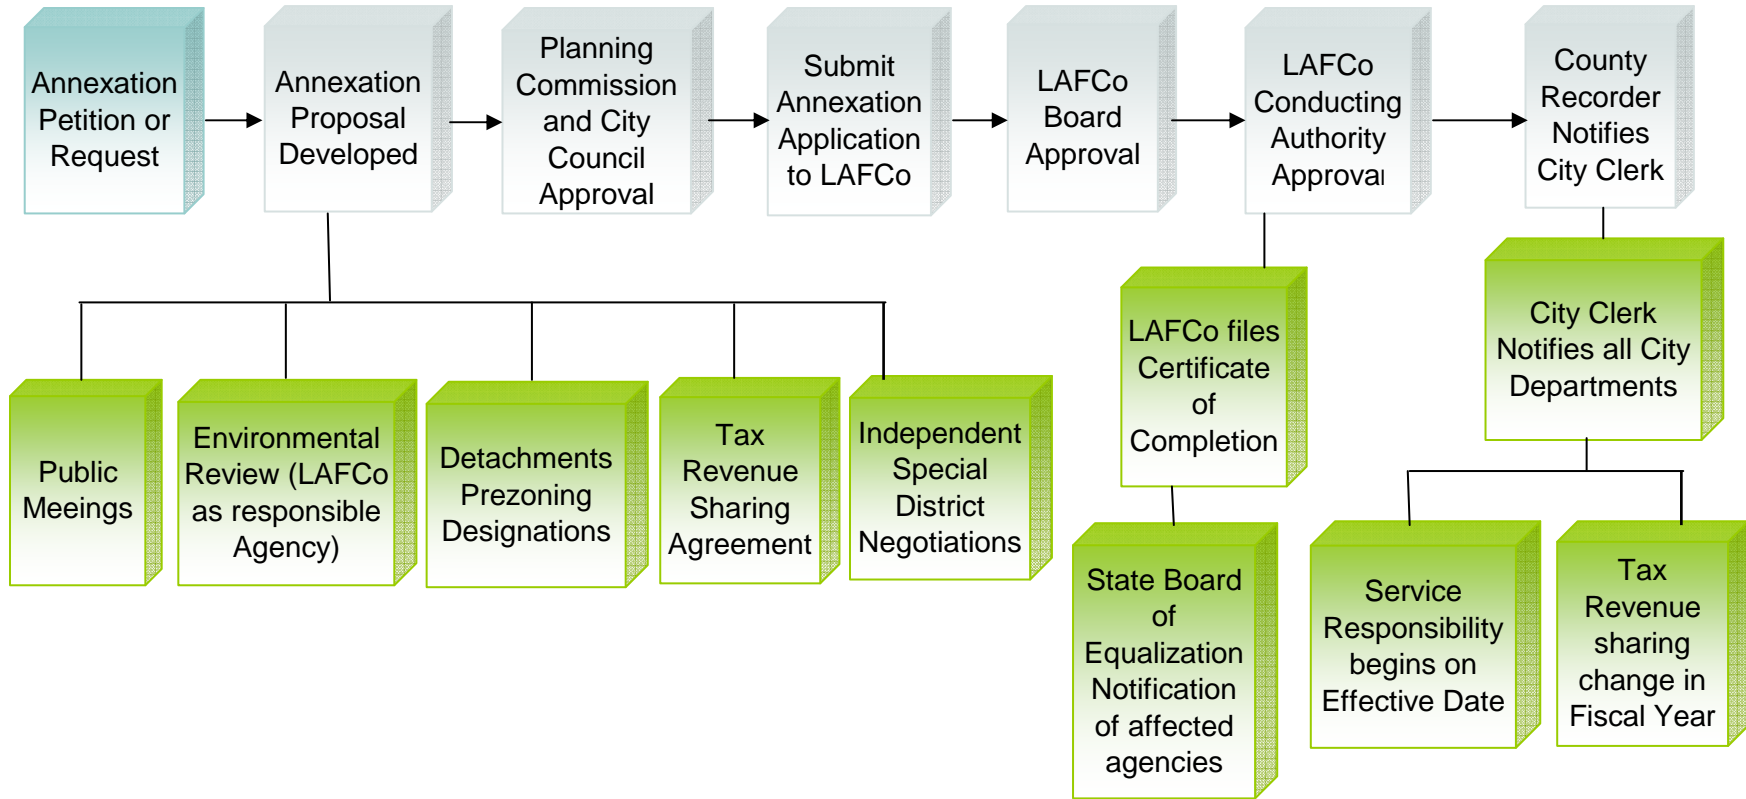 Annexation
Petition or
Request
Annexation
Proposal
Developed
Planning
Commission
and City
Council
Approval
Submit
Annexation
Application
to LAFCo
LAFCo
Board
Approval
LAFCo
Conducting
Authority
Approval
County
Recorder
Notifies
City Clerk
Public
Meeings
Environmental
Review (LAFCo
as responsible
Agency)
Detachments
Prezoning
Designations
Tax
Revenue
Sharing
Agreement
Independent
Special
District
Negotiations
LAFCo files
Certificate
of
Completion
State Board
of
Equalization
Notification
of affected
agencies
City Clerk
Notifies all City
Departments
Service
Responsibility
begins on
Effective Date
Tax
Revenue
sharing
change in
Fiscal Year